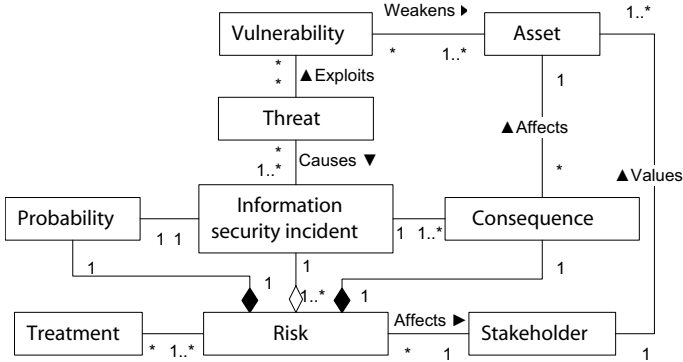 Weakens ▶
1..*
Vulnerability
Asset
* 1..*
*
*
▲Exploits
1
Threat
▲Affects
*
1..*
Causes ▼
*
▲Values
Probability
Information
security incident
Consequence
1 1
1 1..*
1
1
1
1
1..*
1
1
Treatment
Risk
Affects ►
Stakeholder
* 1..*
* 1
1